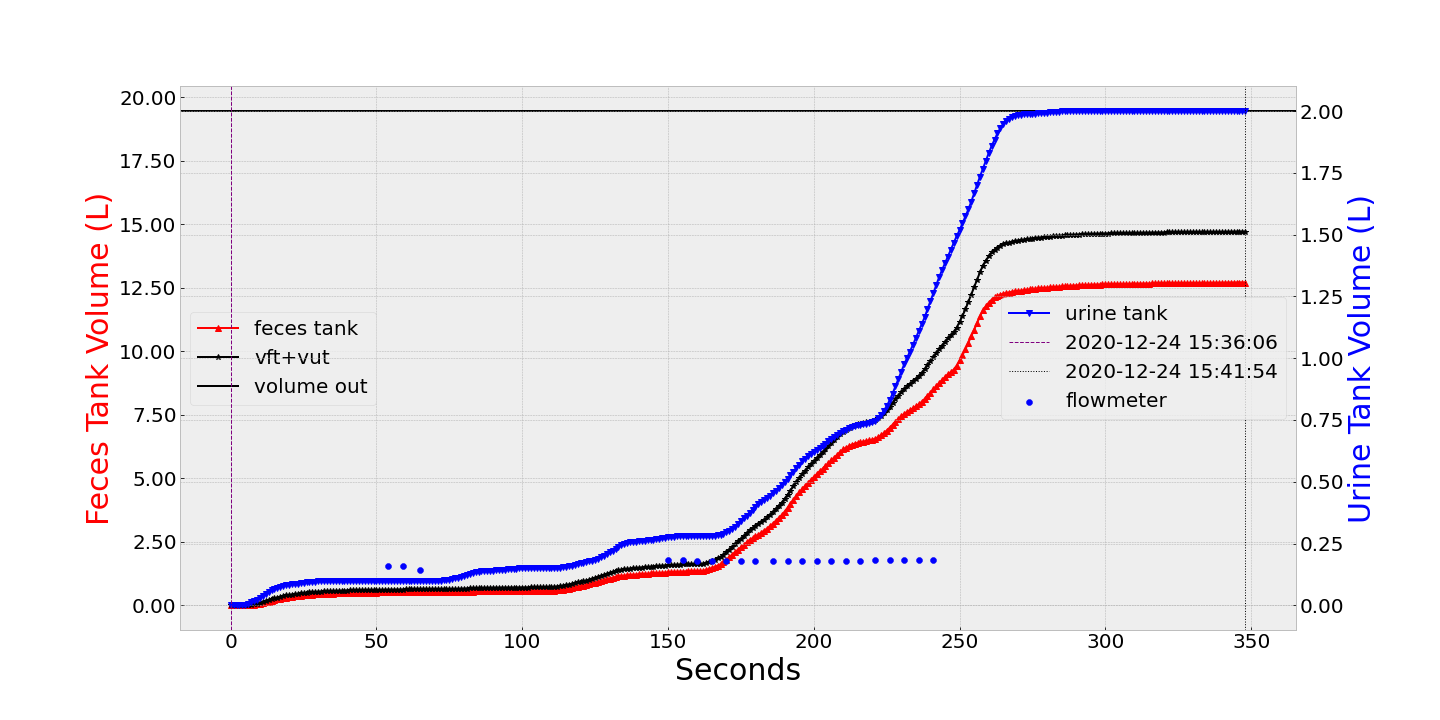 20.00
17.50
15.00
12.50
10.00
7.50
5.00
2.50
0.00
Feces Tank Volume (L)
feces tank
vft+vut
volume out
urine tank
2020-12-24 15:36:06
2020-12-24 15:41:54
flowmeter
2.00
1.75
1.50
1.25
1.00
0.75
0.50
0.25
0.00
Urine Tank Volume (L)
0 50 100 150 200 250 300 350
Seconds